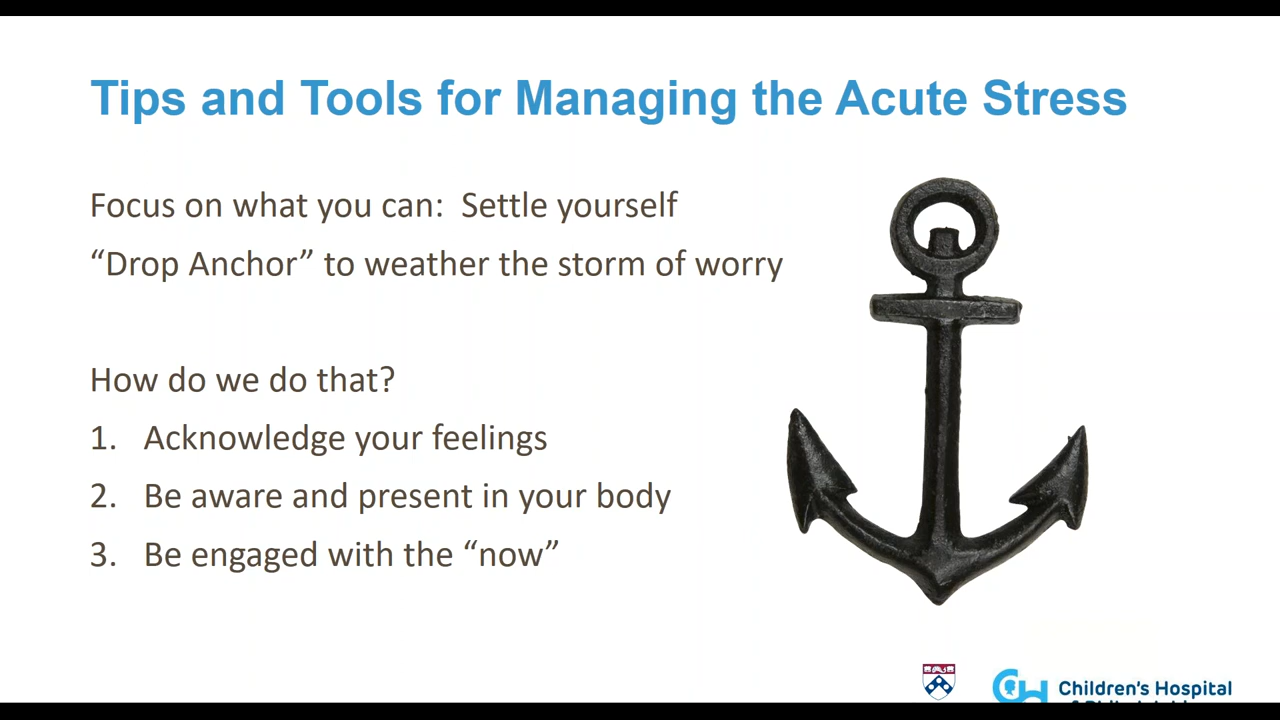 Tips and Tools for Managing the Acute Stress
Focus on what you can:  Settle yourself
“Drop Anchor” to weather the storm of worry
How do we do that?
1. Acknowledge your feelings
2. Be aware and present in your body
3. Be engaged with the “now”
Children's Hospital